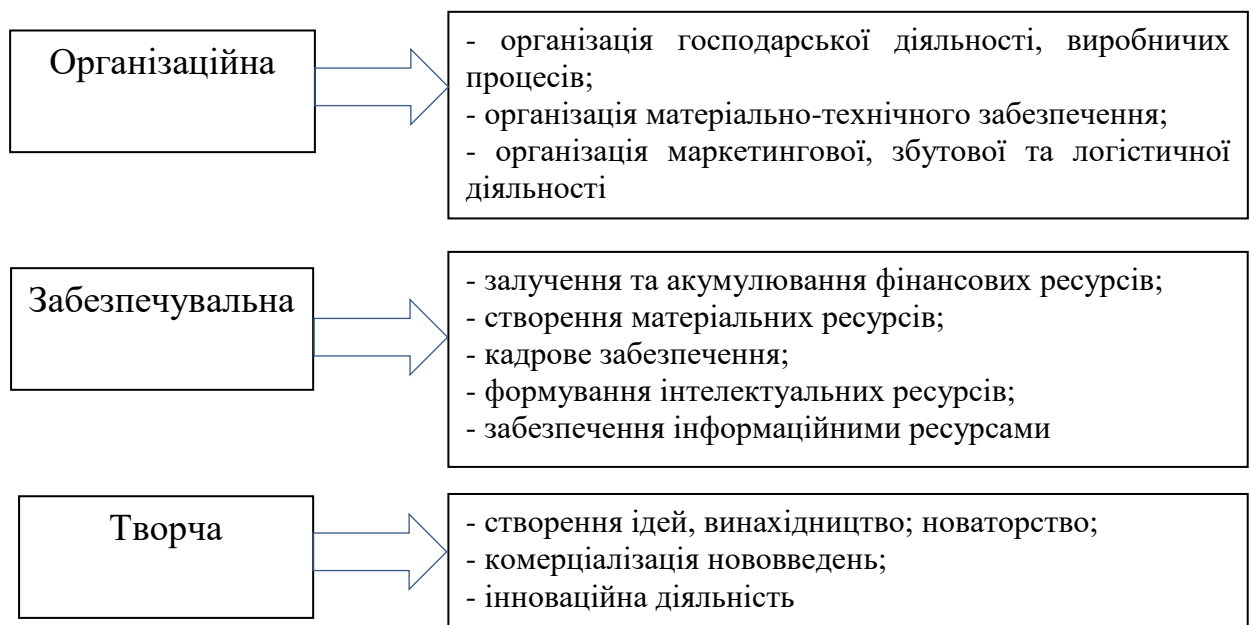 Організаційна
- організація господарської діяльності, виробничих
процесів;
- організація матеріально-технічного забезпечення;
- організація маркетингової, збутової та логістичної
діяльності
Забезпечувальна
- залучення та акумулювання фінансових ресурсів;
- створення матеріальних ресурсів;
- кадрове забезпечення;
- формування інтелектуальних ресурсів;
- забезпечення інформаційними ресурсами
Творча
- створення ідей, винахідництво; новаторство;
- комерціалізація нововведень;
- інноваційна діяльність